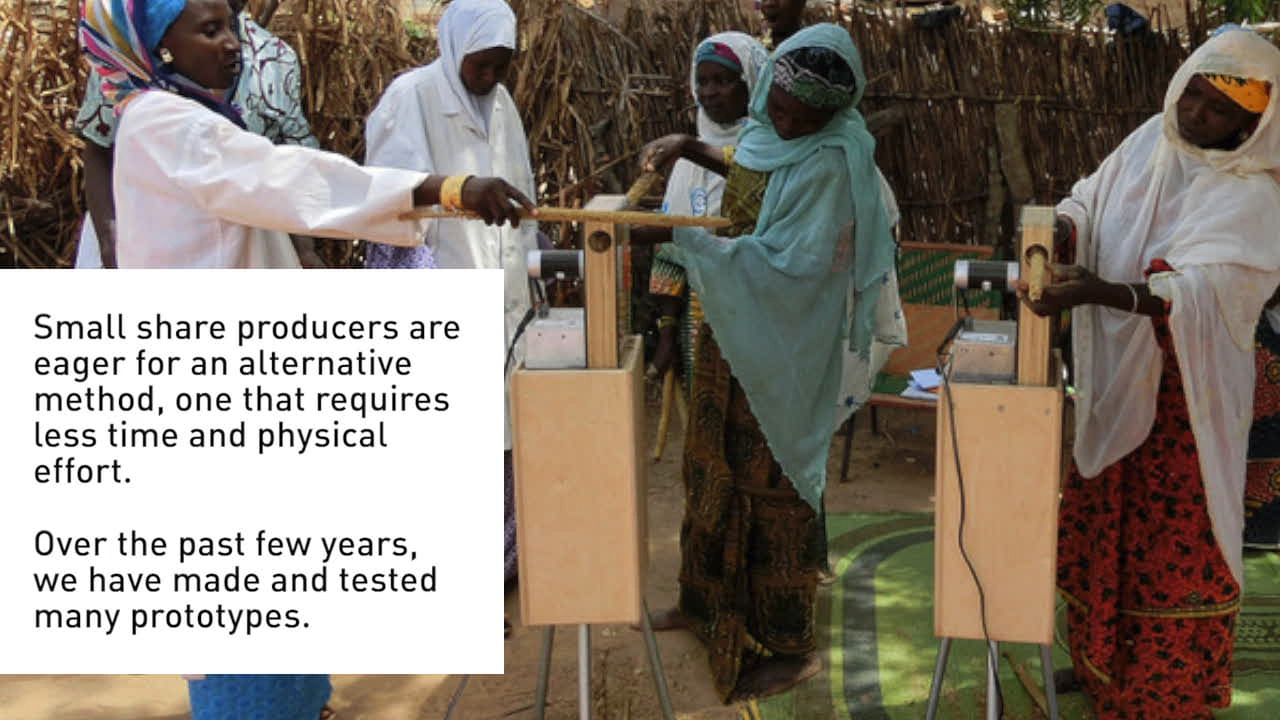 Small share producers are
eager for an alternative
method, one that requires
less time and physical
effort.
Over the past few years,
we have made and tested
many prototypes.